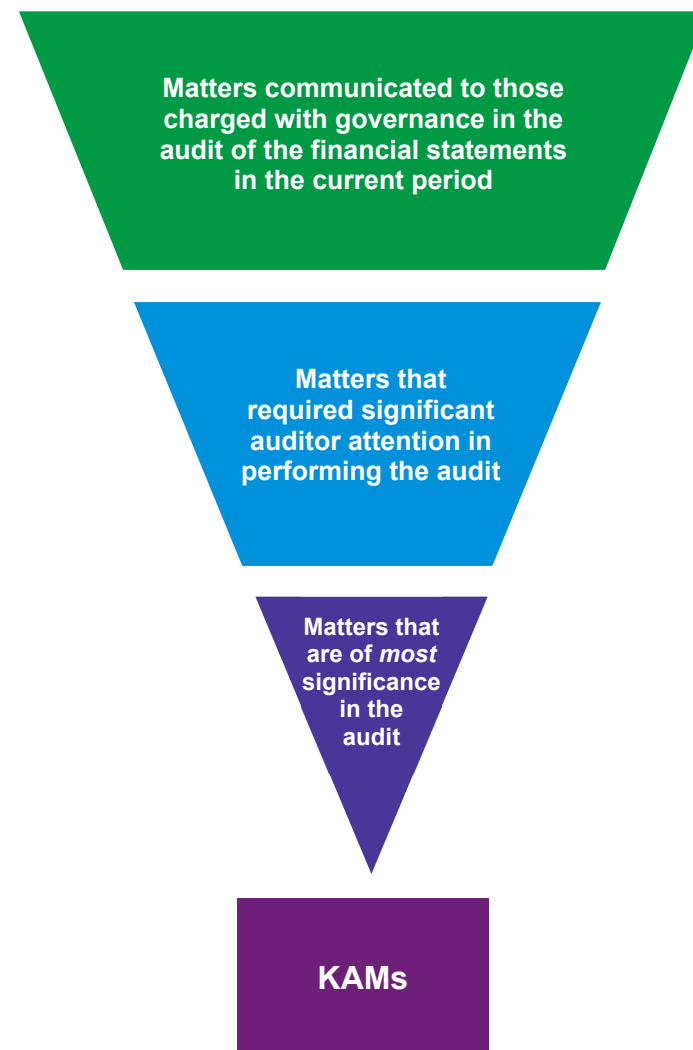 Matters communicated to those
charged with governance in the
audit of the financial statements
in the current period
Matters that
required significant
auditor attention in
performing the audit
Matters that
are of most
significance
in the
audit
KAMs